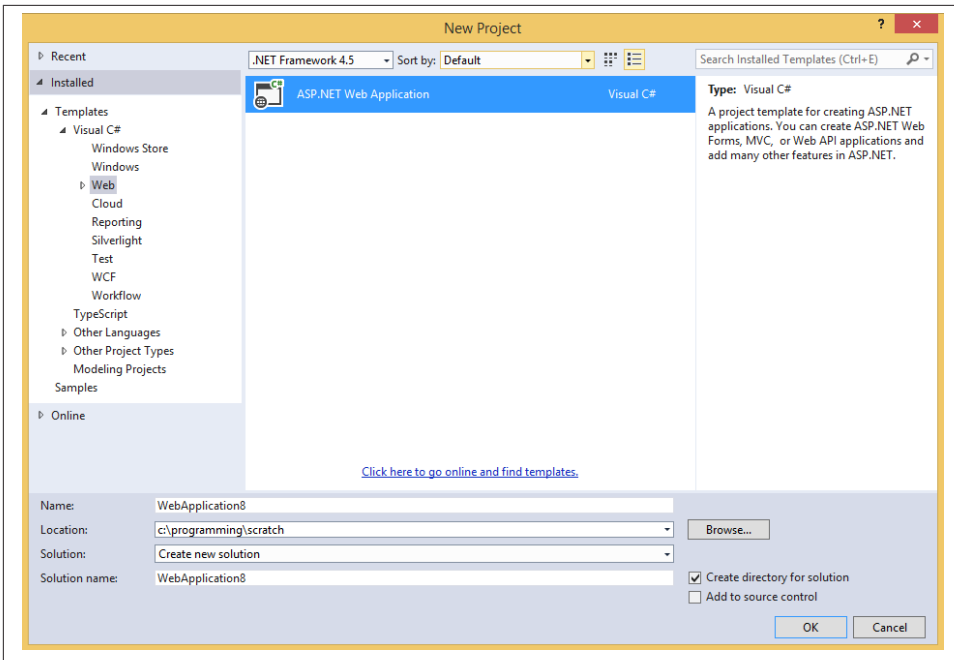 New Project
?
Recent
.NET Framework 4.5
Sort by: Default
Search Installed Templates (Ctrl+E)
Installed
Templates
Visual C#
Windows Store
Windows
Web
Cloud
Reporting
Silverlight
Test
WCF
Workflow
TypeScript
Other Languages
Other Project Types
Modeling Projects
Samples
Online
C#
ASP.NET Web Application Visual C#
Click here to go online and find templates.
Type: Visual C#
A project template for creating ASP.NET
applications. You can create ASP.NET Web
Forms, MVC, or Web API applications and
add many other features in ASP.NET.
Name: WebApplication8
Location: c:\programming\scratch
Browse...
Solution: Create new solution
Solution name: WebApplication8
Create directory for solution
Add to source control
OK
Cancel